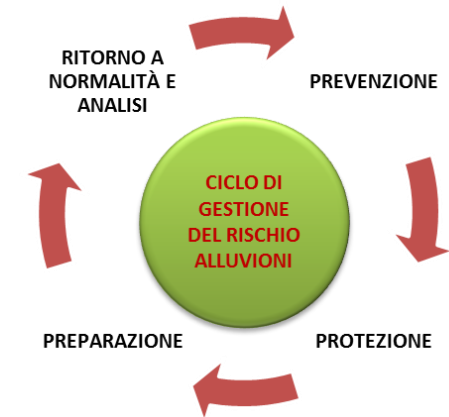 RITORNO A
NORMALITÀ E
ANALISI
PREVENZIONE
CICLO DI
GESTIONE
DEL RISCHIO
ALLUVIONI
PREPARAZIONE
PROTEZIONE